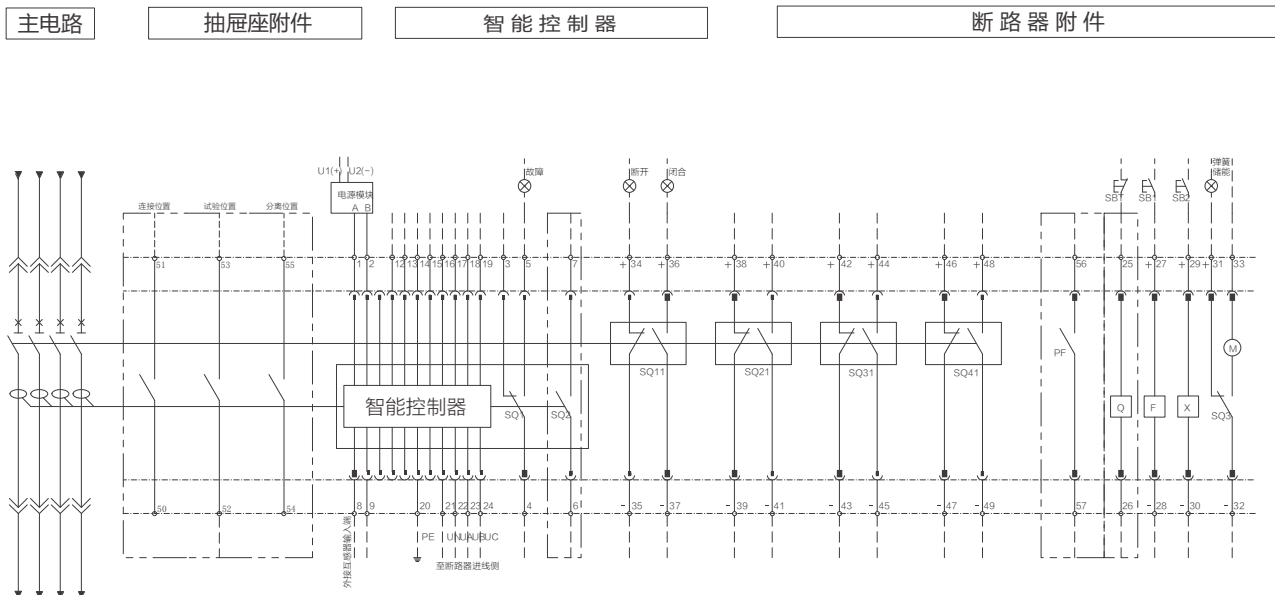 主电路 抽屉座附件 智能控制器 断路器附件
U1(+) U2(−) 故障 断开 闭合 弹簧
储能
电源模块
A B
SBT SB1 SB2
连接位置 试验位置 分离位置
51 53 55 1 2 12 13 14 15 16 17 18 19 3 5 7 +34 +36 +38 +40 +42 +44 +46 +48 56 25 +27 +29 +31 33
PF M
SQ11 SQ21 SQ31 SQ41
智能控制器 SQ1 SQ2 Q F X SQ3
50 52 54 8 9 20 21 22 23 24 4 6 -35 -37 -39 -41 -43 -45 -47 -49 57 26 -28 -30 -32
外接互感器输入端 PE UN UA UB UC
至断路器进线侧